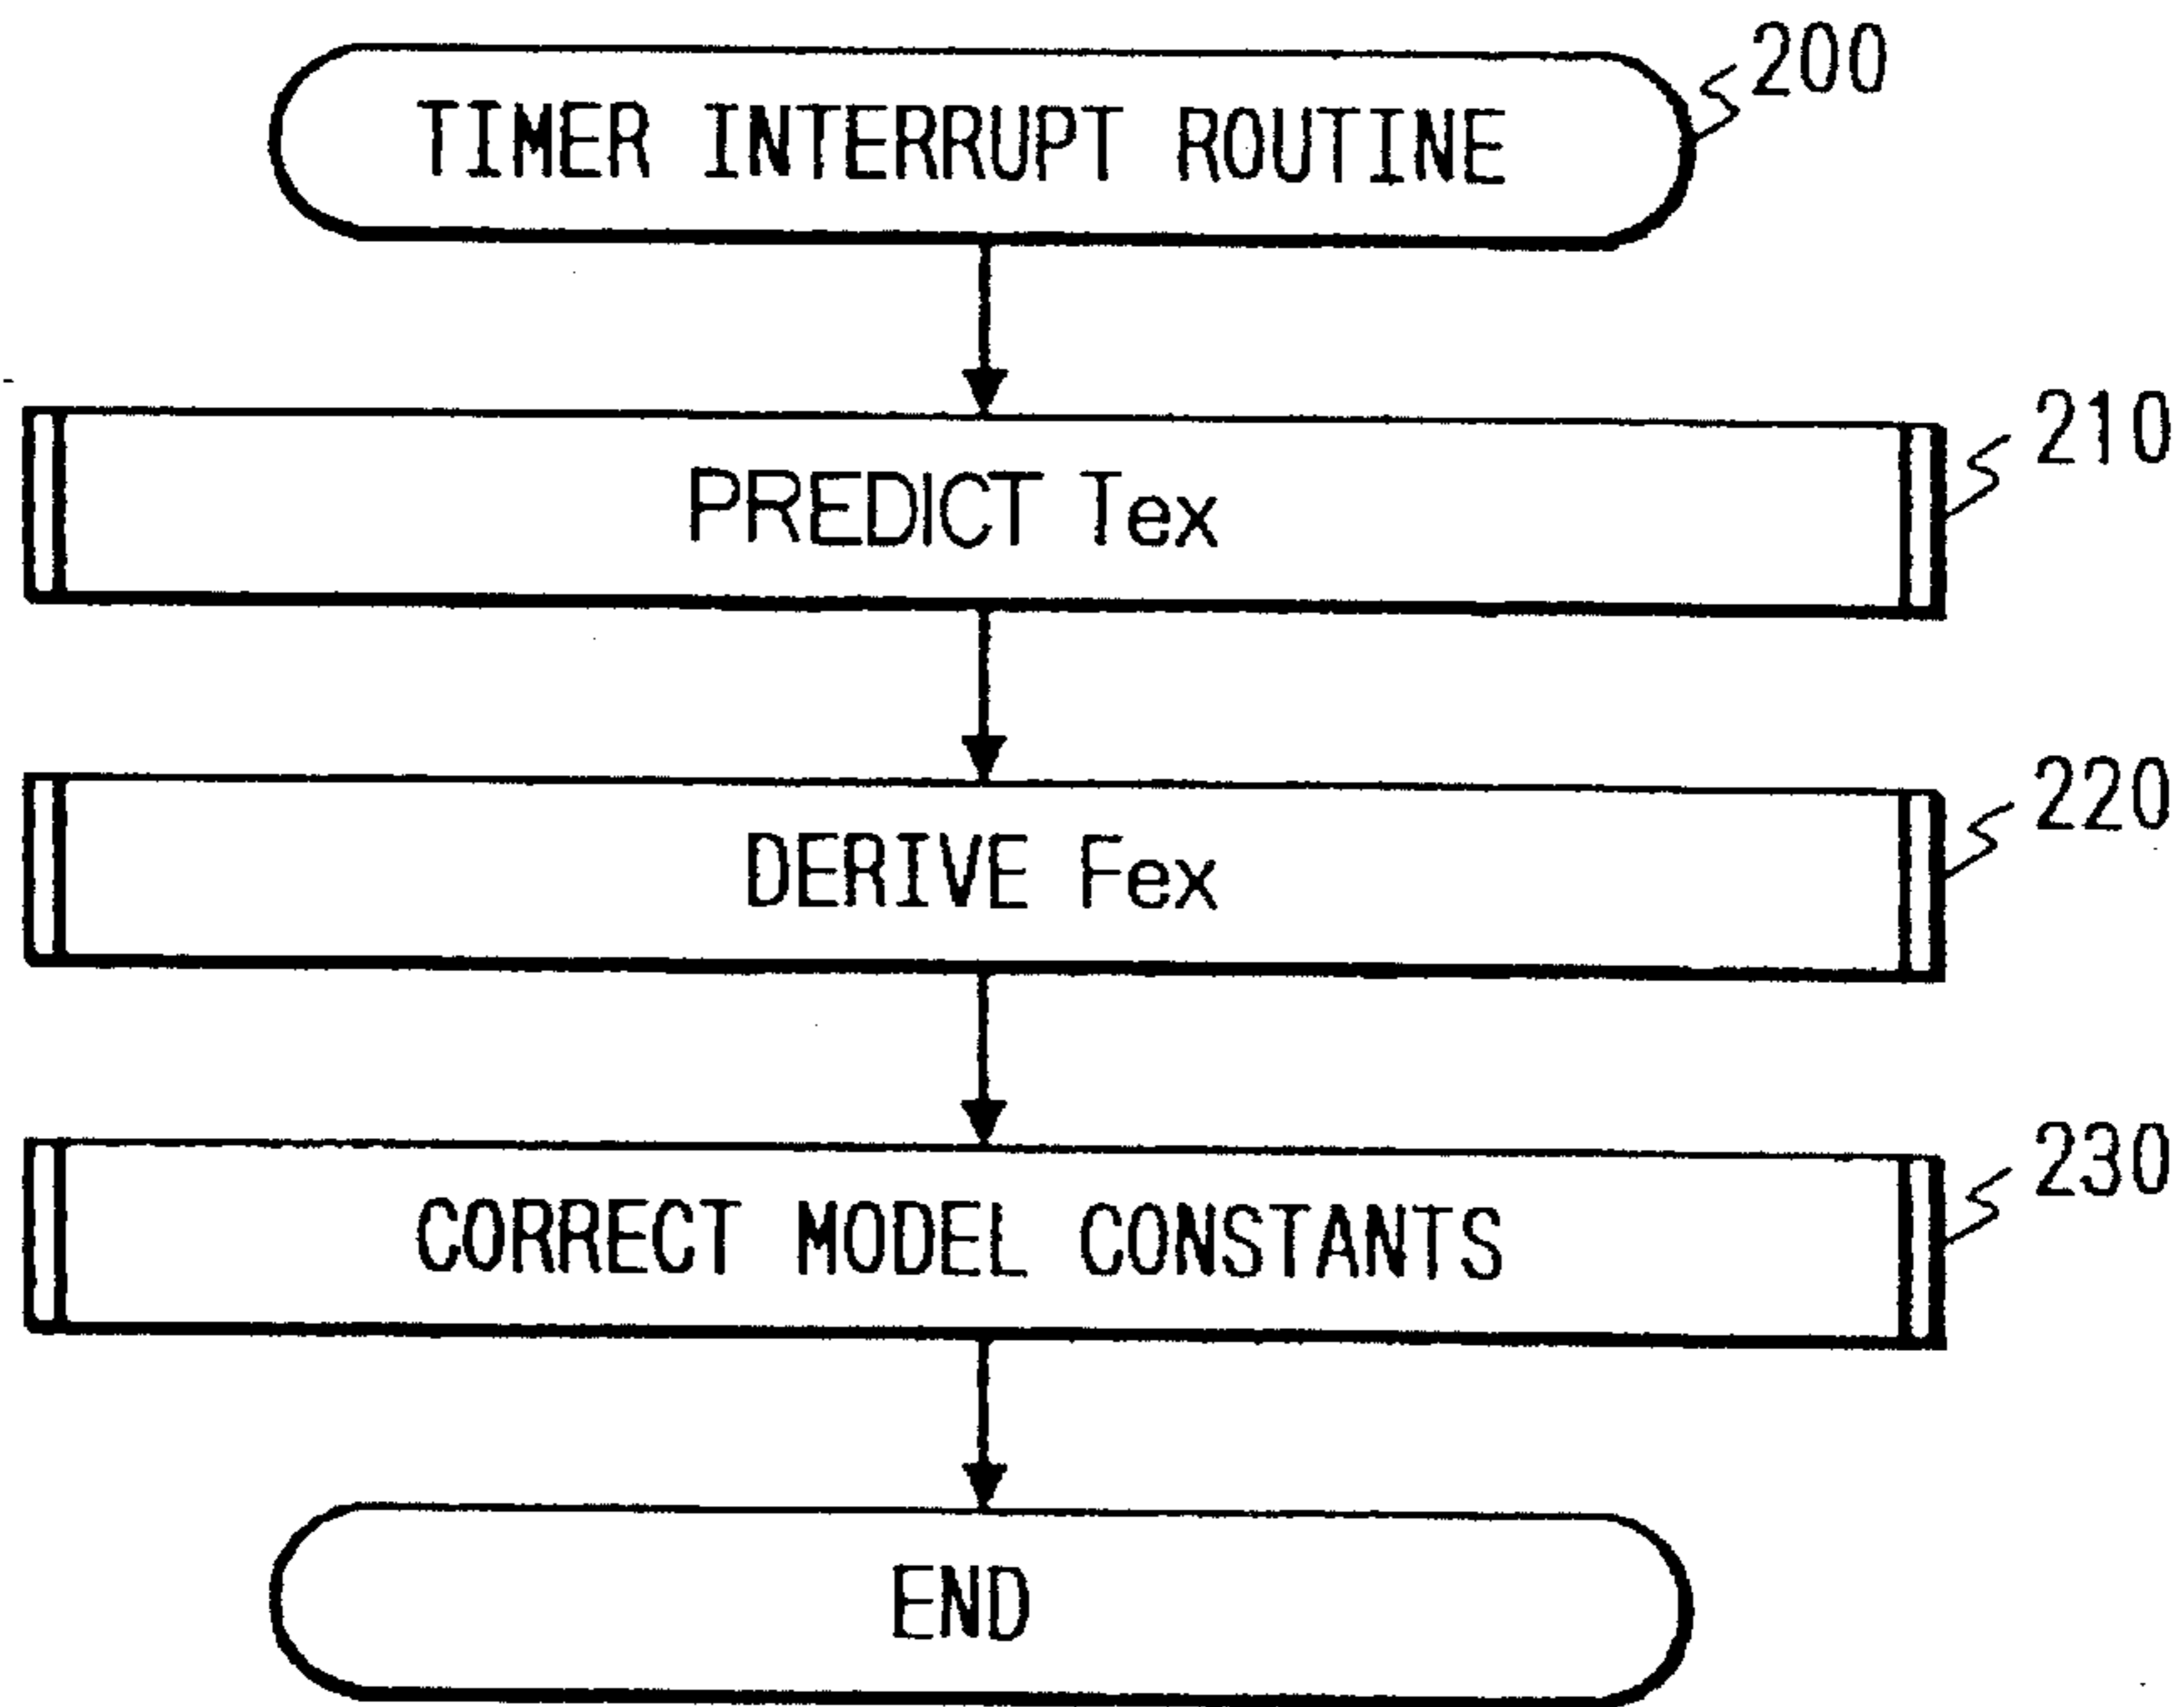 TIMER INTERRUPT ROUTINE
200
PREDICT Tex
210
DERIVE Fex
220
CORRECT MODEL CONSTANTS
230
END